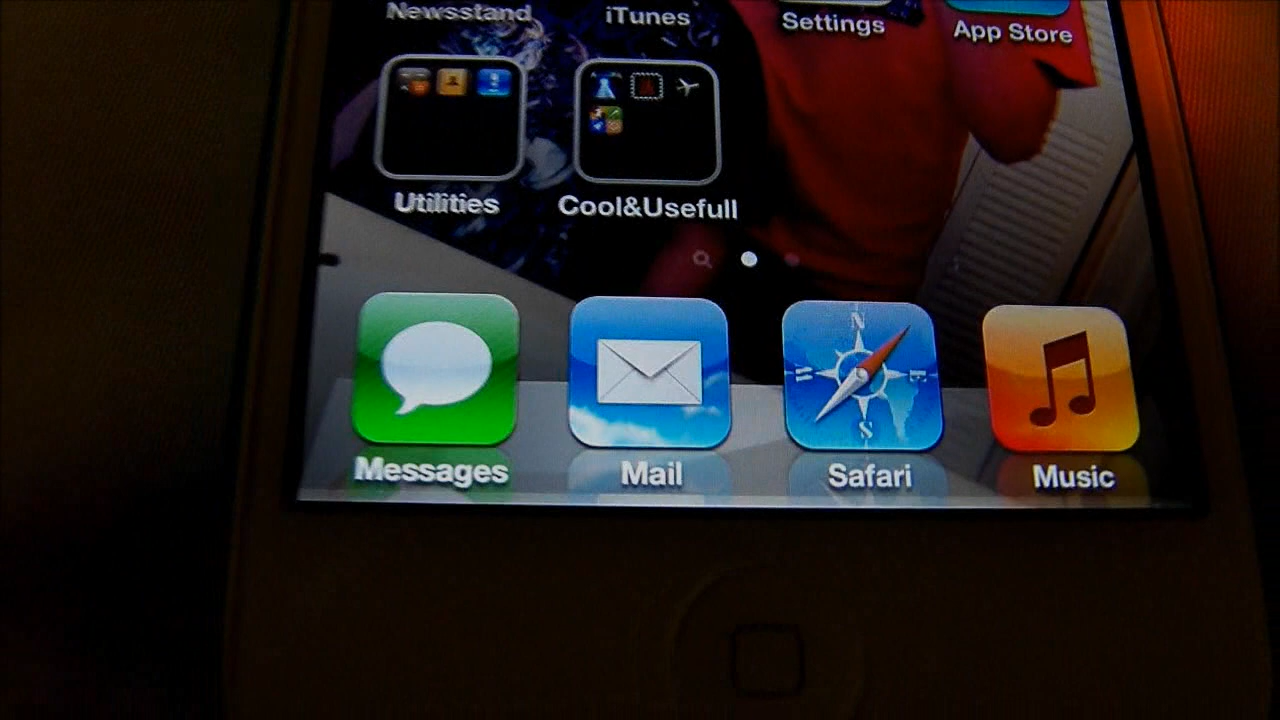 Newsstand iTunes Settings App Store
Utilities Cool&Usefull
N
S
Messages Mail Safari Music